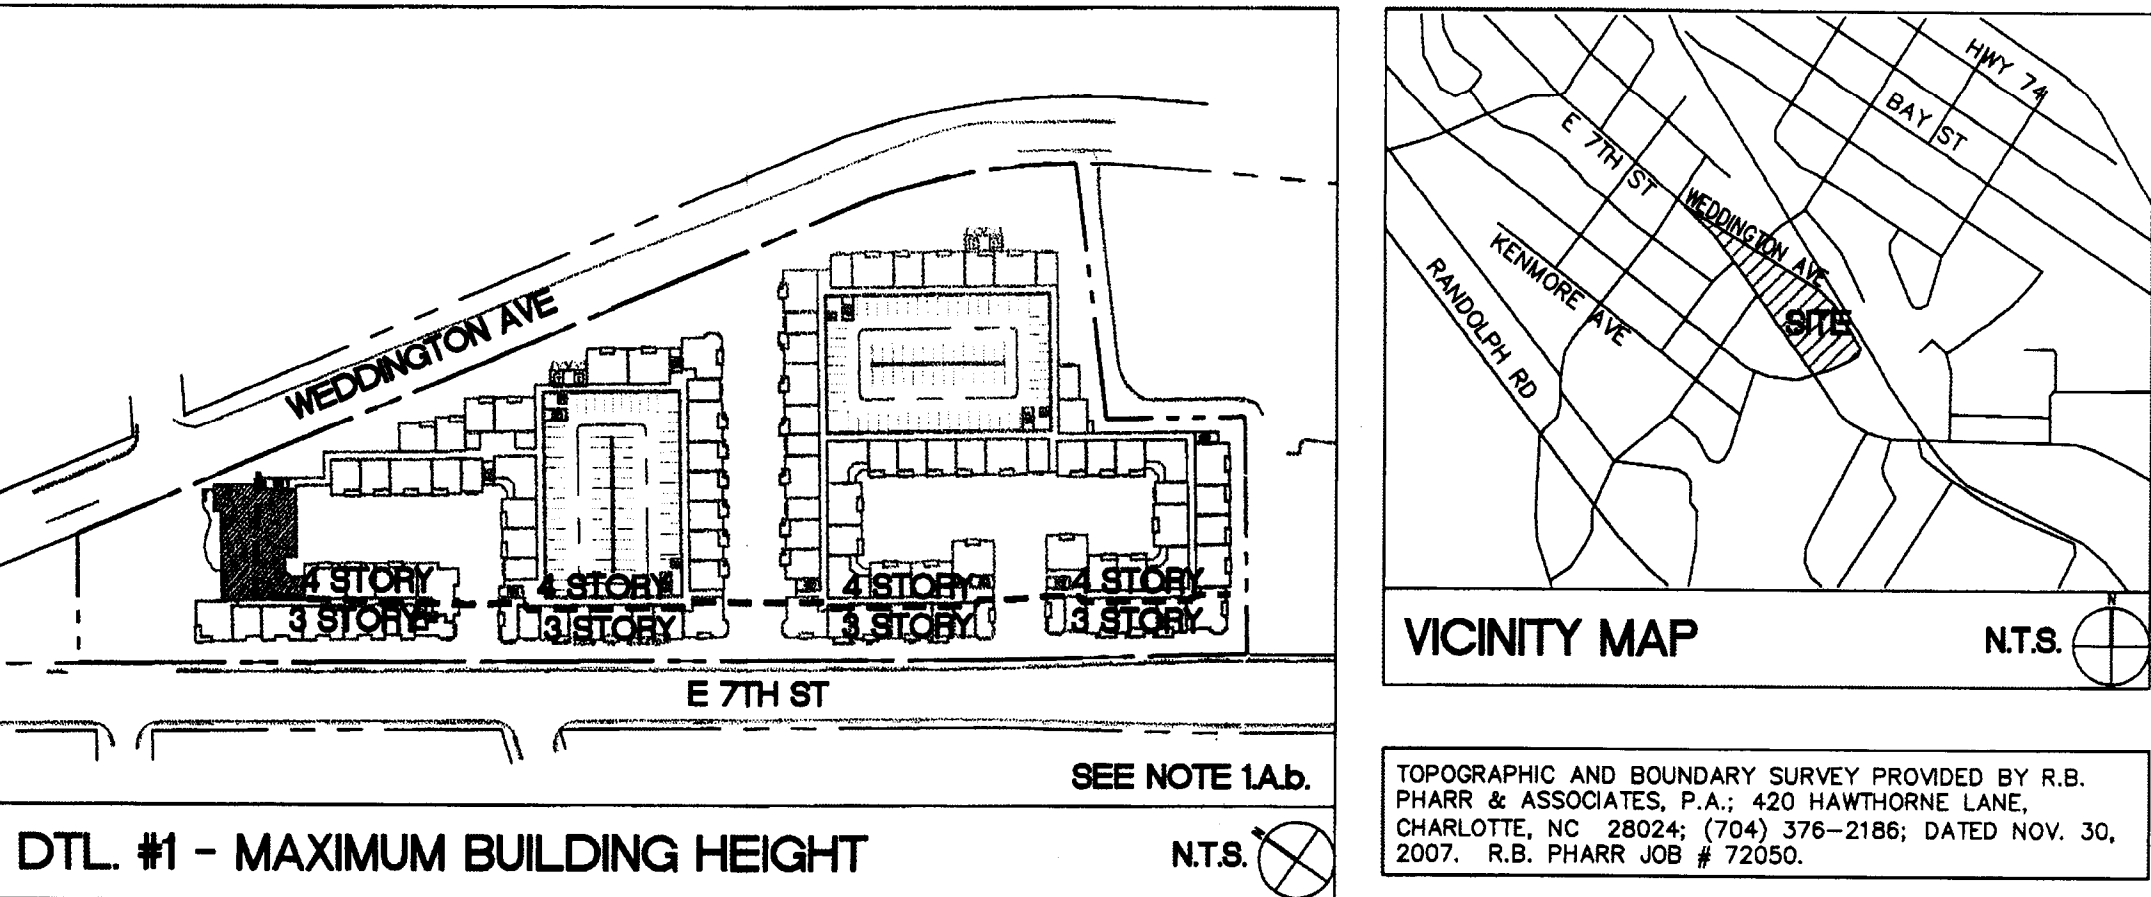 WEDDINGTON AVE
4 STORY
4 STORY
4 STORY
4 STORY
3 STORY
3 STORY
3 STORY
3 STORY
E 7TH ST
SEE NOTE 1.A.b.
DTL. #1 - MAXIMUM BUILDING HEIGHT
N.T.S.
N
HWY 74
BAY ST
E 7TH ST
WEDDINGTON AVE
KENMORE AVE
RANDOLPH RD
SITE
VICINITY MAP
N.T.S.
N
TOPOGRAPHIC AND BOUNDARY SURVEY PROVIDED BY R.B.
PHARR & ASSOCIATES, P.A.; 420 HAWTHORNE LANE,
CHARLOTTE, NC 28024; (704) 376-2186; DATED NOV. 30,
2007. R.B. PHARR JOB # 72050.